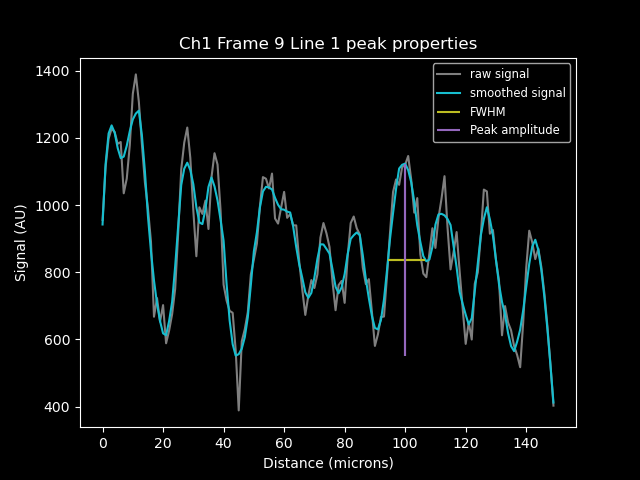 Ch1 Frame 9 Line 1 peak properties
raw signal
smoothed signal
FWHM
Peak amplitude
1400
1200
1000
800
600
400
Signal (AU)
0 20 40 60 80 100 120 140
Distance (microns)